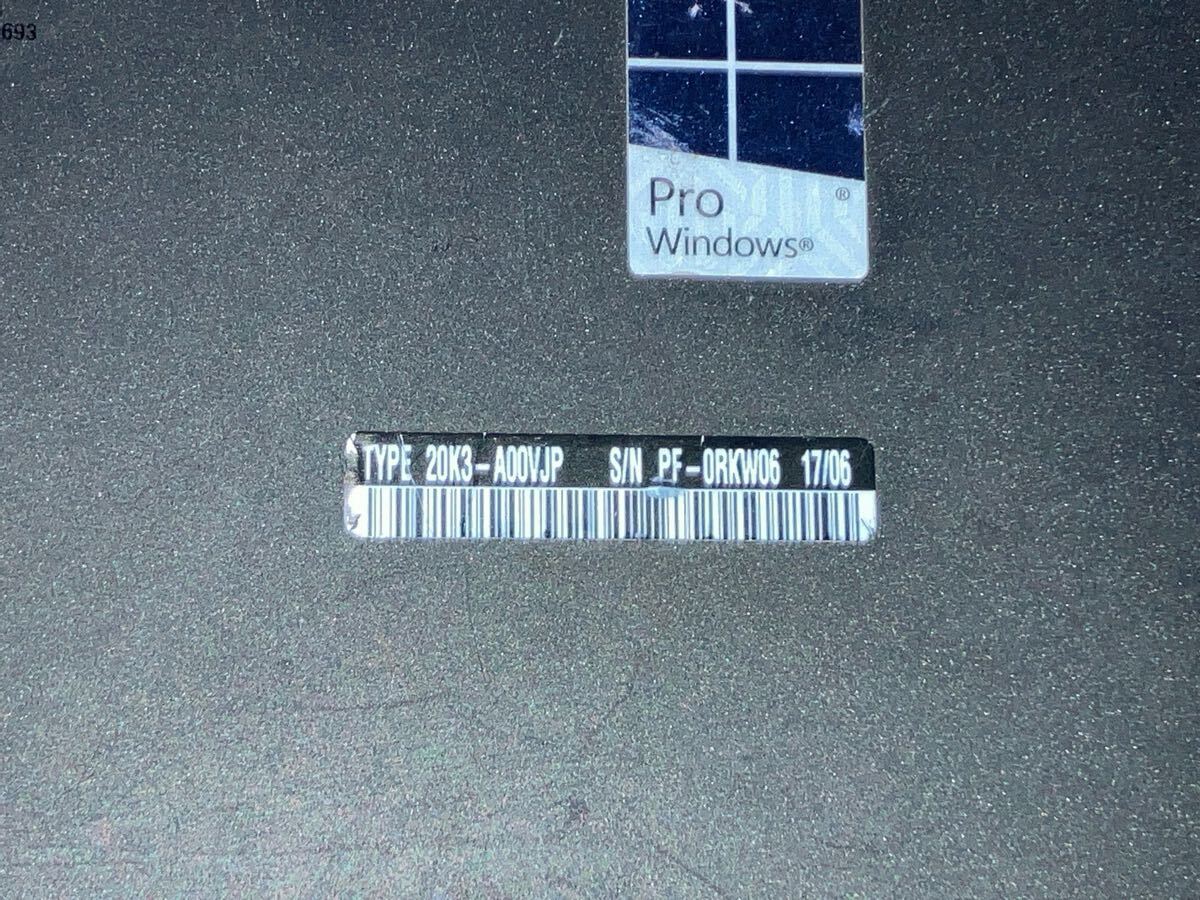 693
Pro ®
Windows®
TYPE 20K3-A00VJP S/N PF-0RKW06 17/06